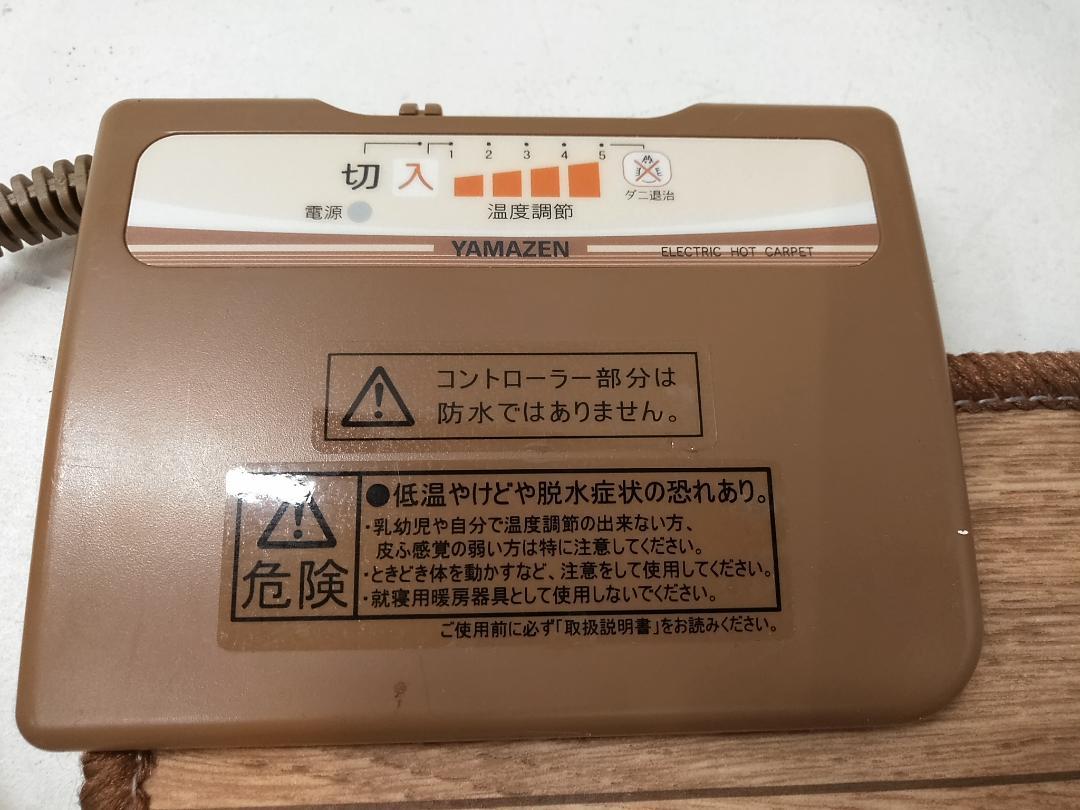 1 2 3 4 5
切 入
ダニ退治
電源 温度調節
YAMAZEN
ELECTRIC HOT CARPET
コントローラー部分は
防水ではありません。
危険
●低温やけどや脱水症状の恐れあり。
・乳幼児や自分で温度調節の出来ない方、
皮ふ感覚の弱い方は特に注意してください。
・ときどき体を動かすなど、注意をして使用してください。
・就寝用暖房器具として使用しないでください。
ご使用前に必ず「取扱説明書」をお読みください。